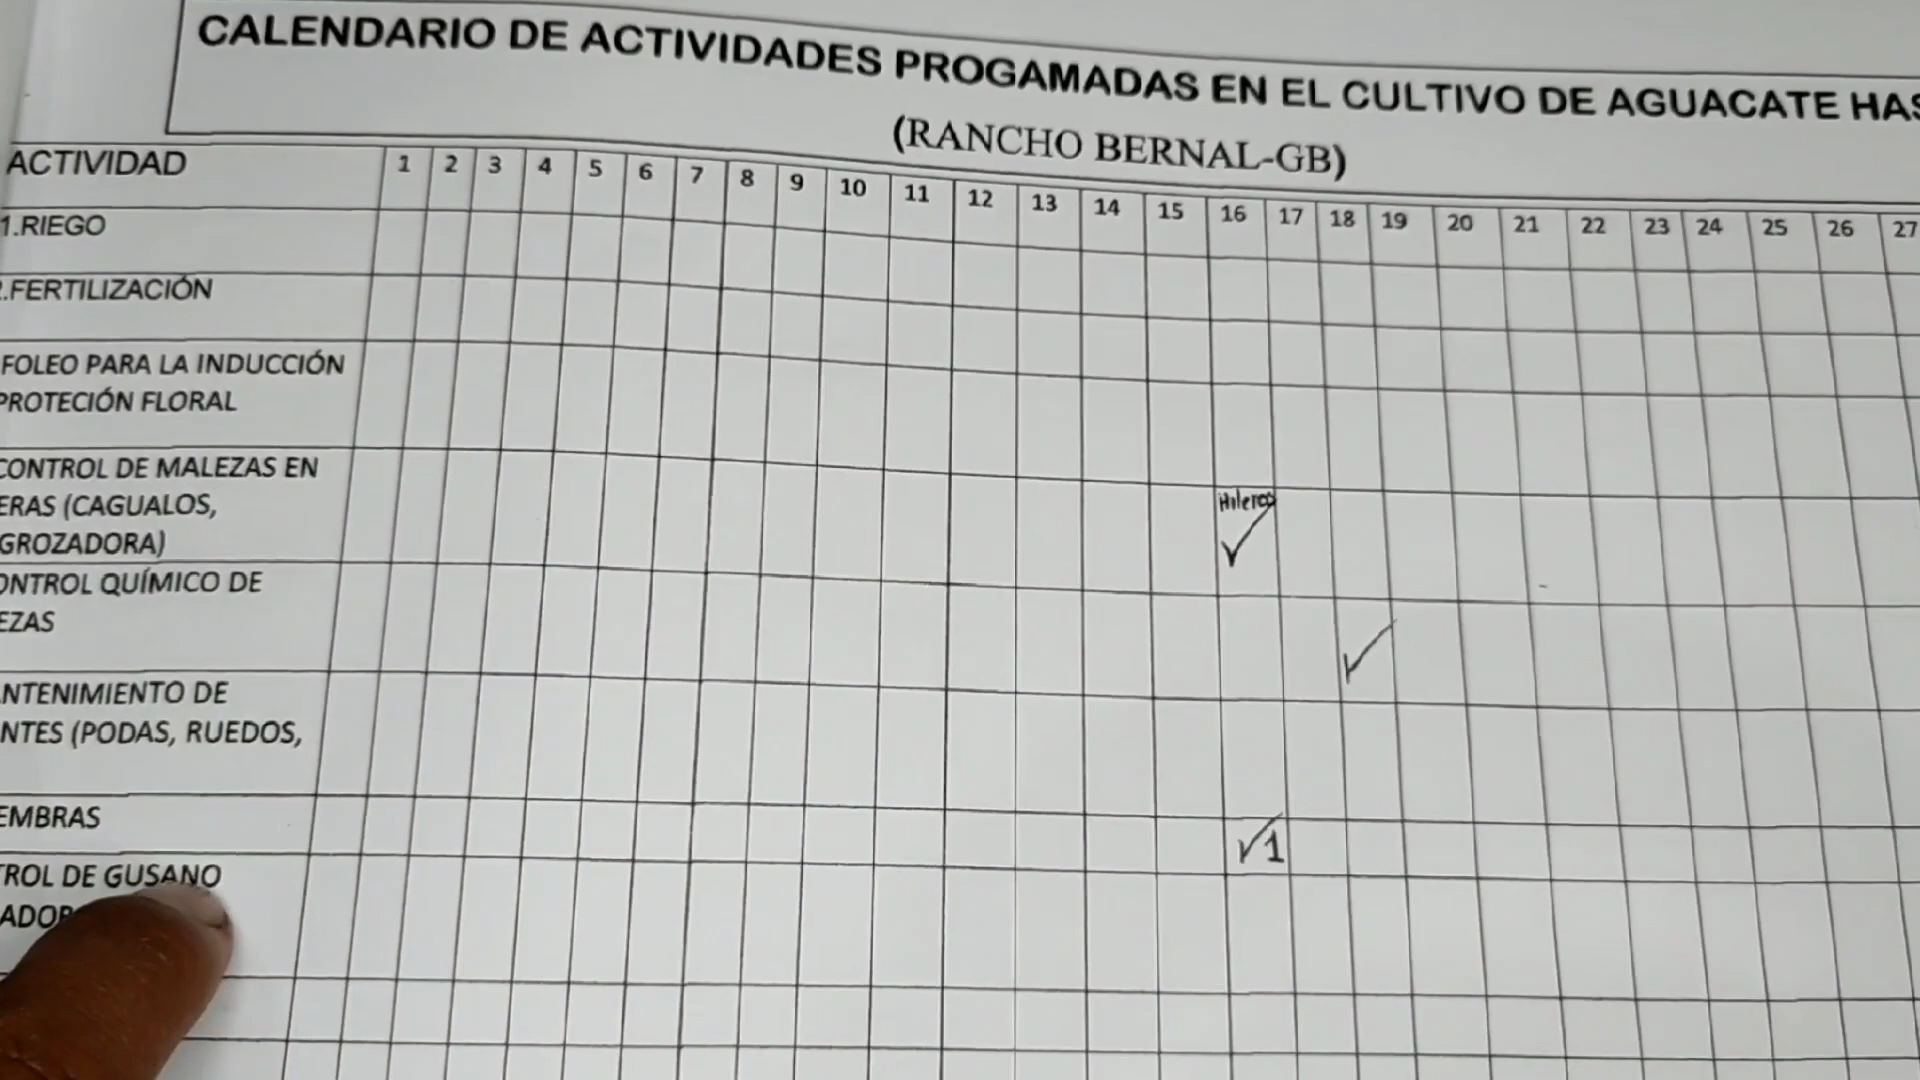 CALENDARIO DE ACTIVIDADES PROGAMADAS EN EL CULTIVO DE AGUACATE HAS
(RANCHO BERNAL-GB)
ACTIVIDAD 1 2 3 4 5 6 7 8 9 10 11 12 13 14 15 16 17 18 19 20 21 22 23 24 25 26 27
1.RIEGO
.FERTILIZACIÓN
FOLEO PARA LA INDUCCIÓN
PROTECIÓN FLORAL
CONTROL DE MALEZAS EN
ERAS (CAGUALOS,
GROZADORA)
Hileras ✓
ONTROL QUÍMICO DE
EZAS
✓
NTENIMIENTO DE
NTES (PODAS, RUEDOS,
EMBRAS ✓1
TROL DE GUSANO
ADOR